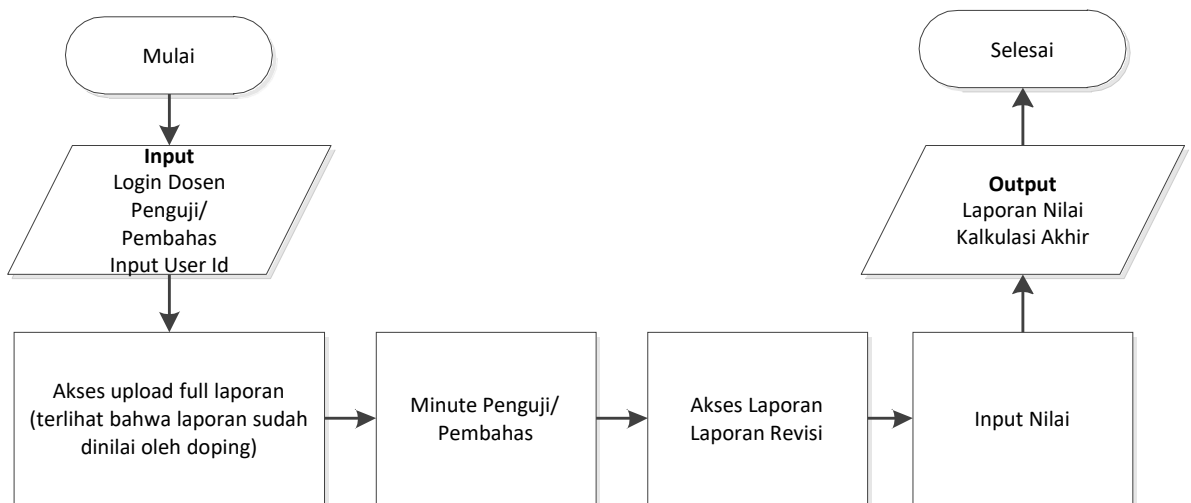 Mulai
Input
Login Dosen
Penguji/
Pembahas
Input User Id
Akses upload full laporan
(terlihat bahwa laporan sudah
dinilai oleh doping)
Minute Penguji/
Pembahas
Akses Laporan
Laporan Revisi
Input Nilai
Output
Laporan Nilai
Kalkulasi Akhir
Selesai